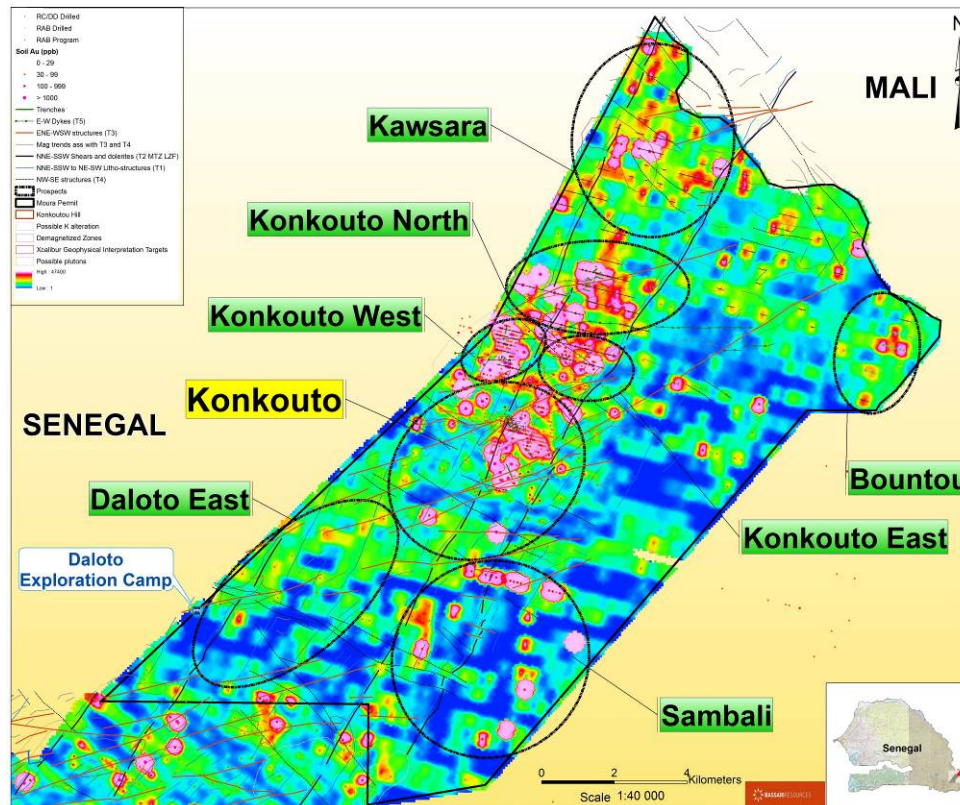 RC/DD Drilled
RAB Drilled
RAB Program
Soil Au (ppb)
0 - 29
30 - 99
100 - 999
> 1000
Trenches
E-W Dykes (T5)
ENE-WSW structures (T3)
Mag trends ass with T3 and T4
NNE-SSW Shears and dolerites (T2 MTZ LZF)
NNE-SSW to NE-SW Litho-structures (T1)
NW-SE structures (T4)
Prospects
Moura Permit
Konkoutou Hill
Possible K alteration
Demagnetized Zones
Xcalibur Geophysical Interpretation Targets
Possible plutons
High : 47400
Low : 1
N
MALI
Kawsara
Konkouto North
Konkouto West
Konkouto
SENEGAL
Daloto East
Bountou
Konkouto East
Daloto
Exploration Camp
Sambali
0 2 4
Kilometers
Scale 1:40 000
BASSARI RESOURCES
Senegal